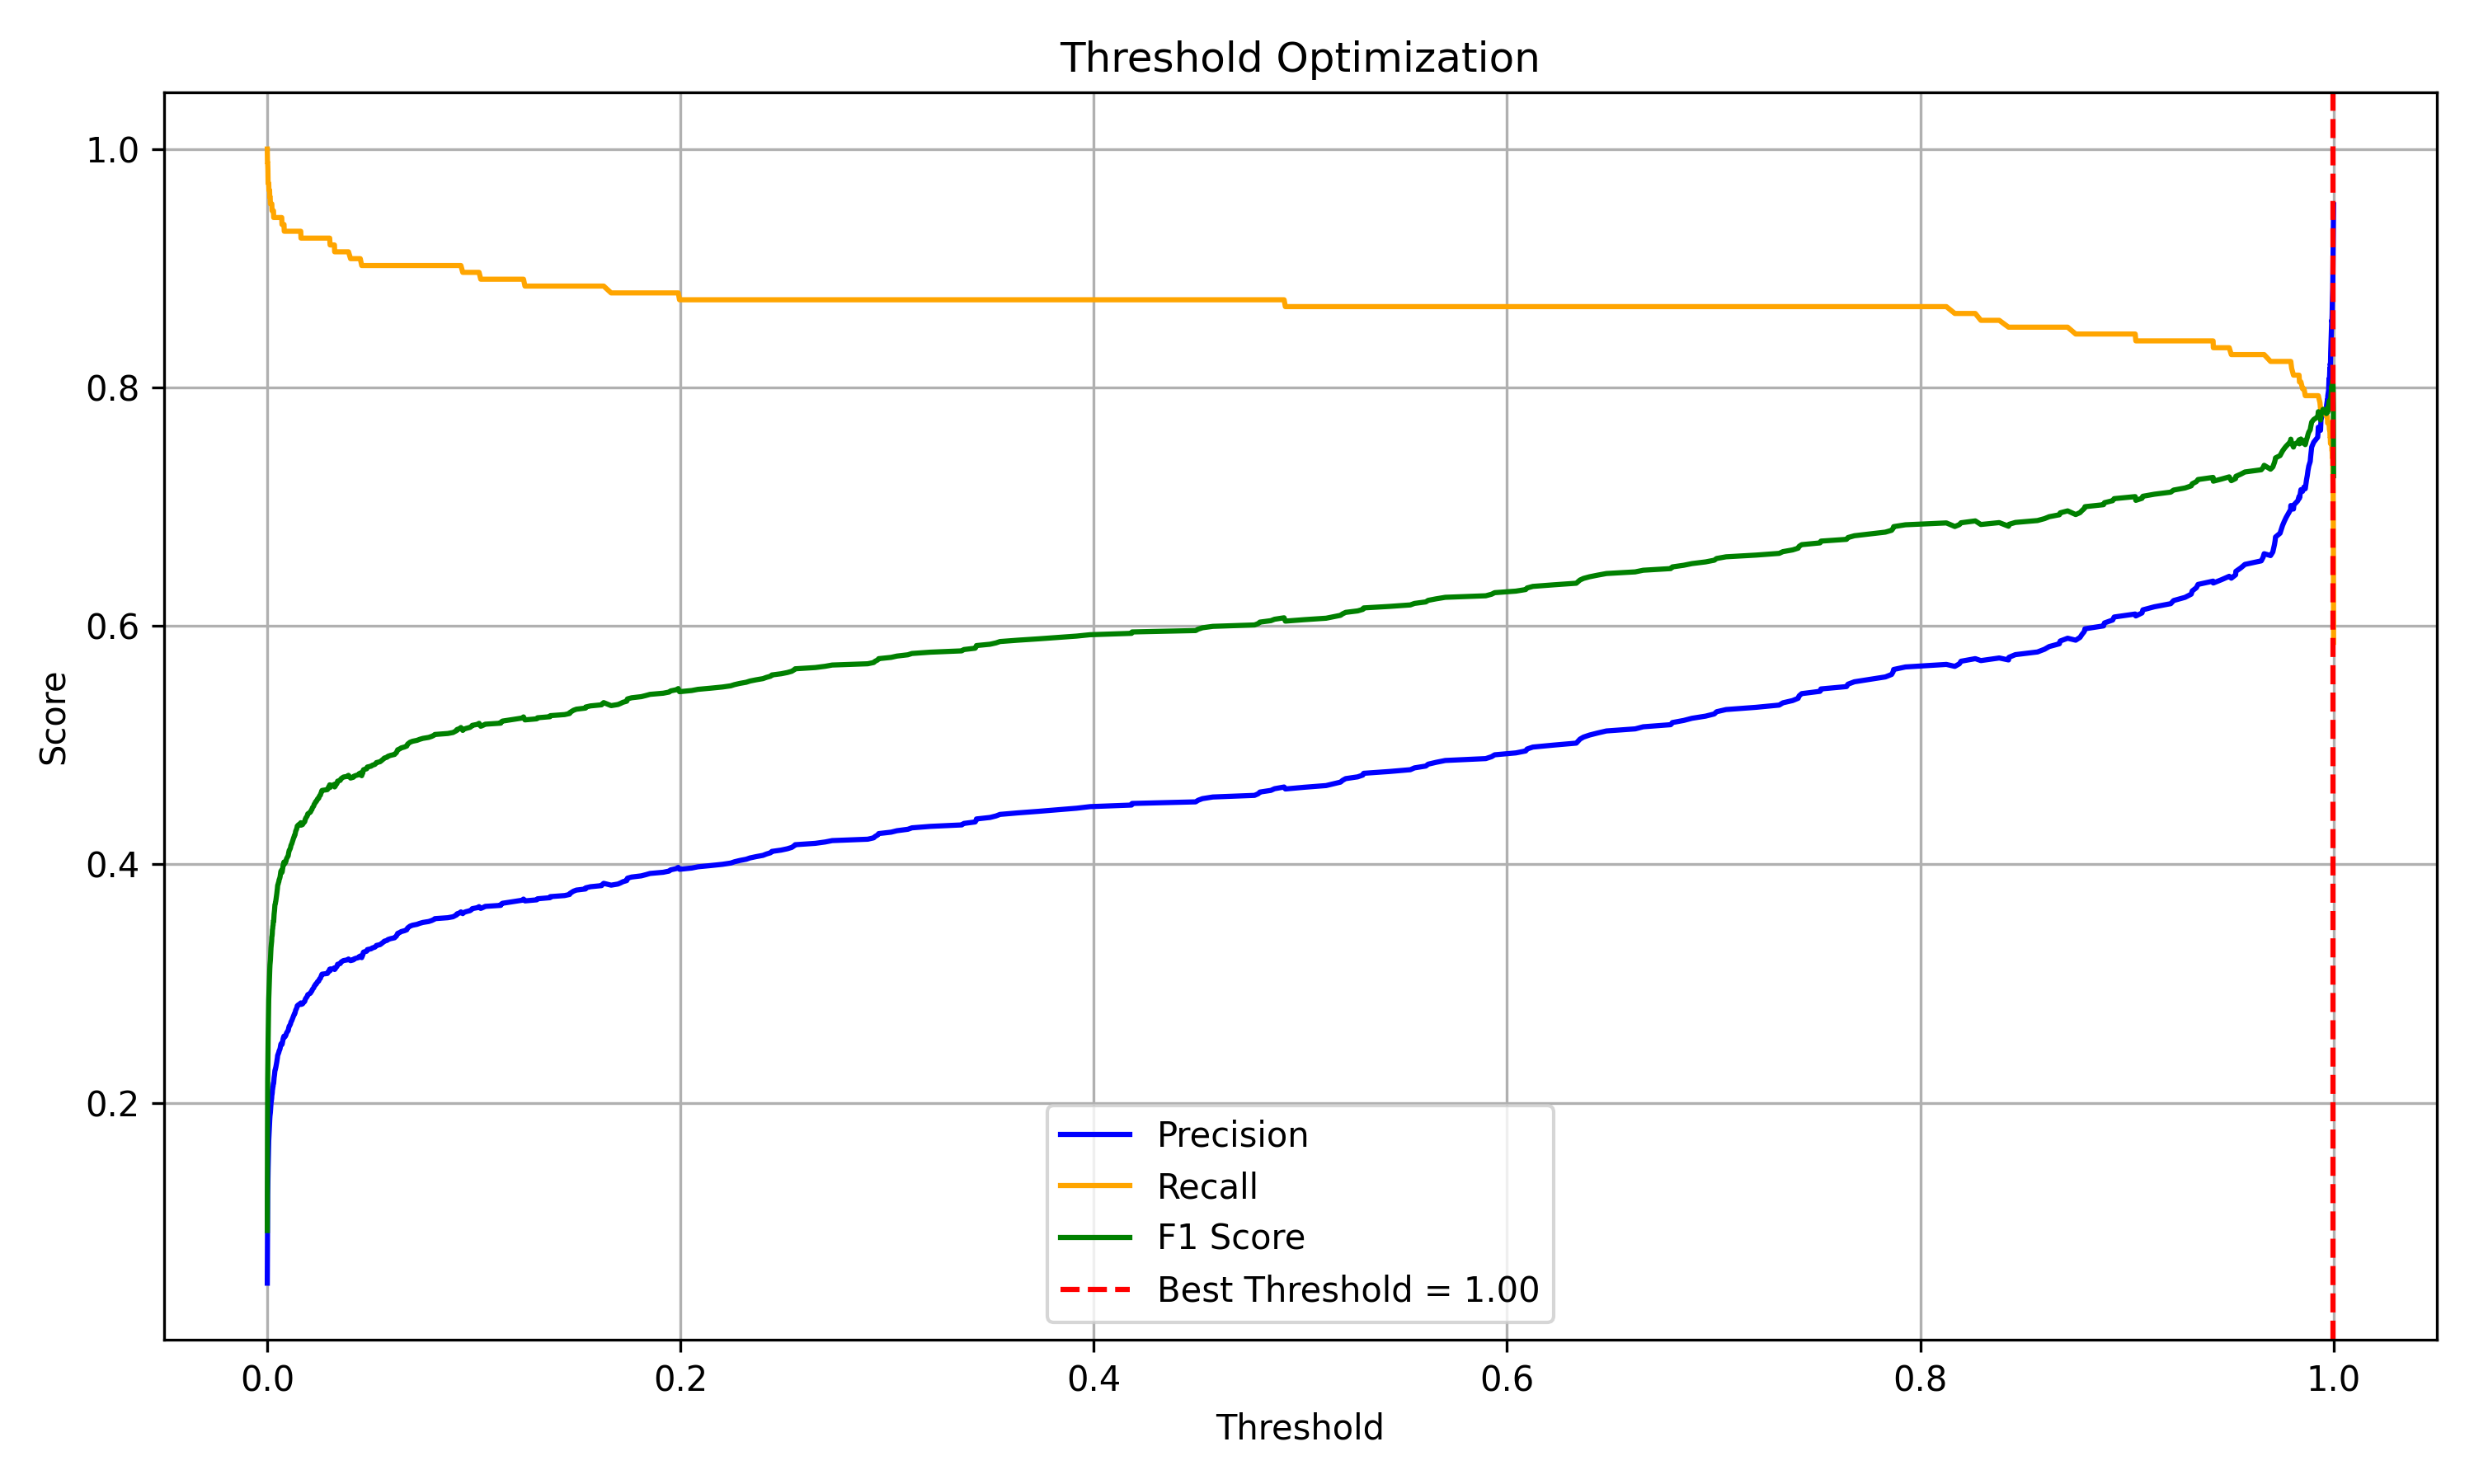 Threshold Optimization
1.0
0.8
0.6
0.4
0.2
Score
Precision
Recall
F1 Score
Best Threshold = 1.00
0.0 0.2 0.4 0.6 0.8 1.0
Threshold